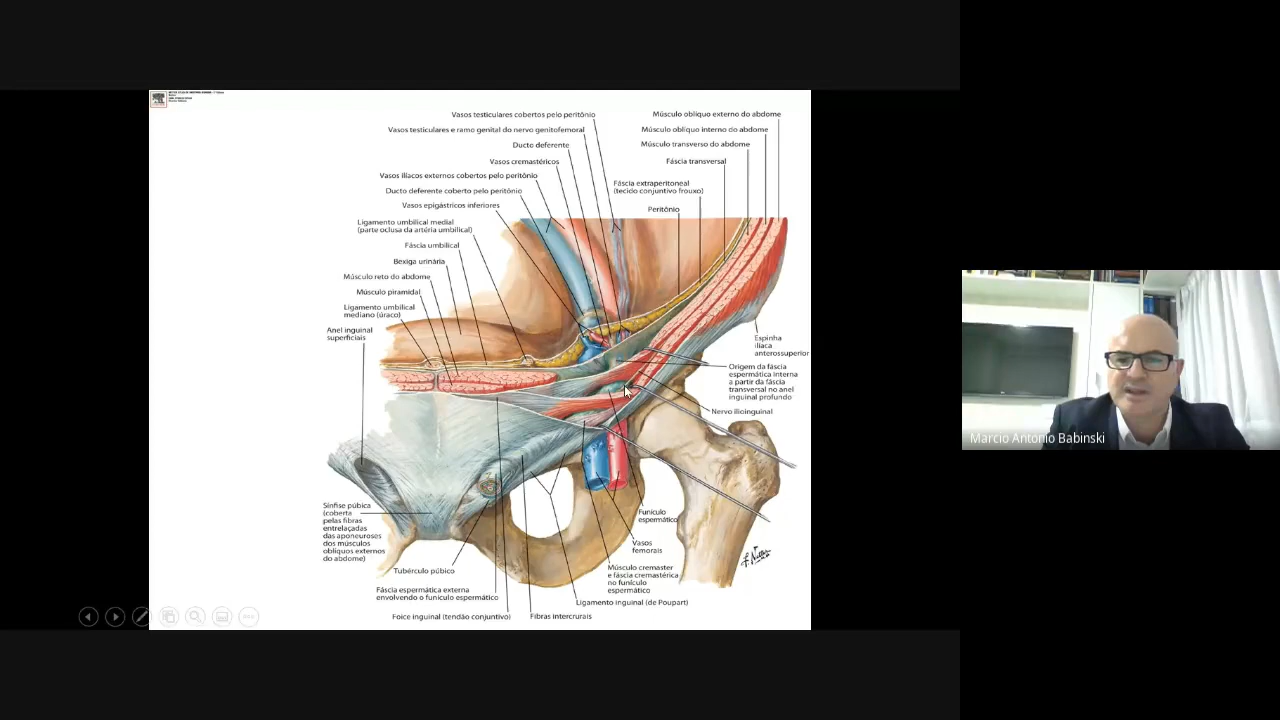 Vasos testiculares cobertos pelo peritônio
Vasos testiculares e ramo genital do nervo genitofemoral
Ducto deferente
Vasos cremastéricos
Vasos ilíacos externos cobertos pelo peritônio
Ducto deferente coberto pelo peritônio
Vasos epigástricos inferiores
Ligamento umbilical medial
(parte oclusa da artéria umbilical)
Fáscia umbilical
Bexiga urinária
Músculo reto do abdome
Músculo piramidal
Ligamento umbilical
mediano (úraco)
Anel inguinal
superficiais
Músculo oblíquo externo do abdome
Músculo oblíquo interno do abdome
Músculo transverso do abdome
Fáscia transversal
Fáscia extraperitoneal
(tecido conjuntivo frouxo)
Peritônio
Espinha
ilíaca
anterossuperior
Origem da fáscia
espermática interna
a partir da fáscia
transversal no anel
inguinal profundo
Nervo ilioinguinal
Sínfise púbica
(coberta
pelas fibras
entrelaçadas
das aponeuroses
dos músculos
oblíquos externos
do abdome)
Tubérculo púbico
Fáscia espermática externa
envolvendo o funículo espermático
Foice inguinal (tendão conjuntivo)
Fibras intercrurais
Ligamento inguinal (de Poupart)
Músculo cremaster
e fáscia cremastérica
no funículo
espermático
Vasos
femorais
Funículo
espermático
F. Netter
Marcio Antonio Babinski